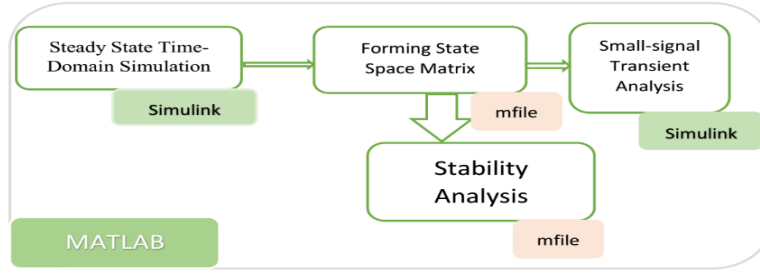 Steady State Time-
Domain Simulation
Simulink
Forming State
Space Matrix
mfile
Small-signal
Transient
Analysis
Simulink
Stability
Analysis
mfile
MATLAB